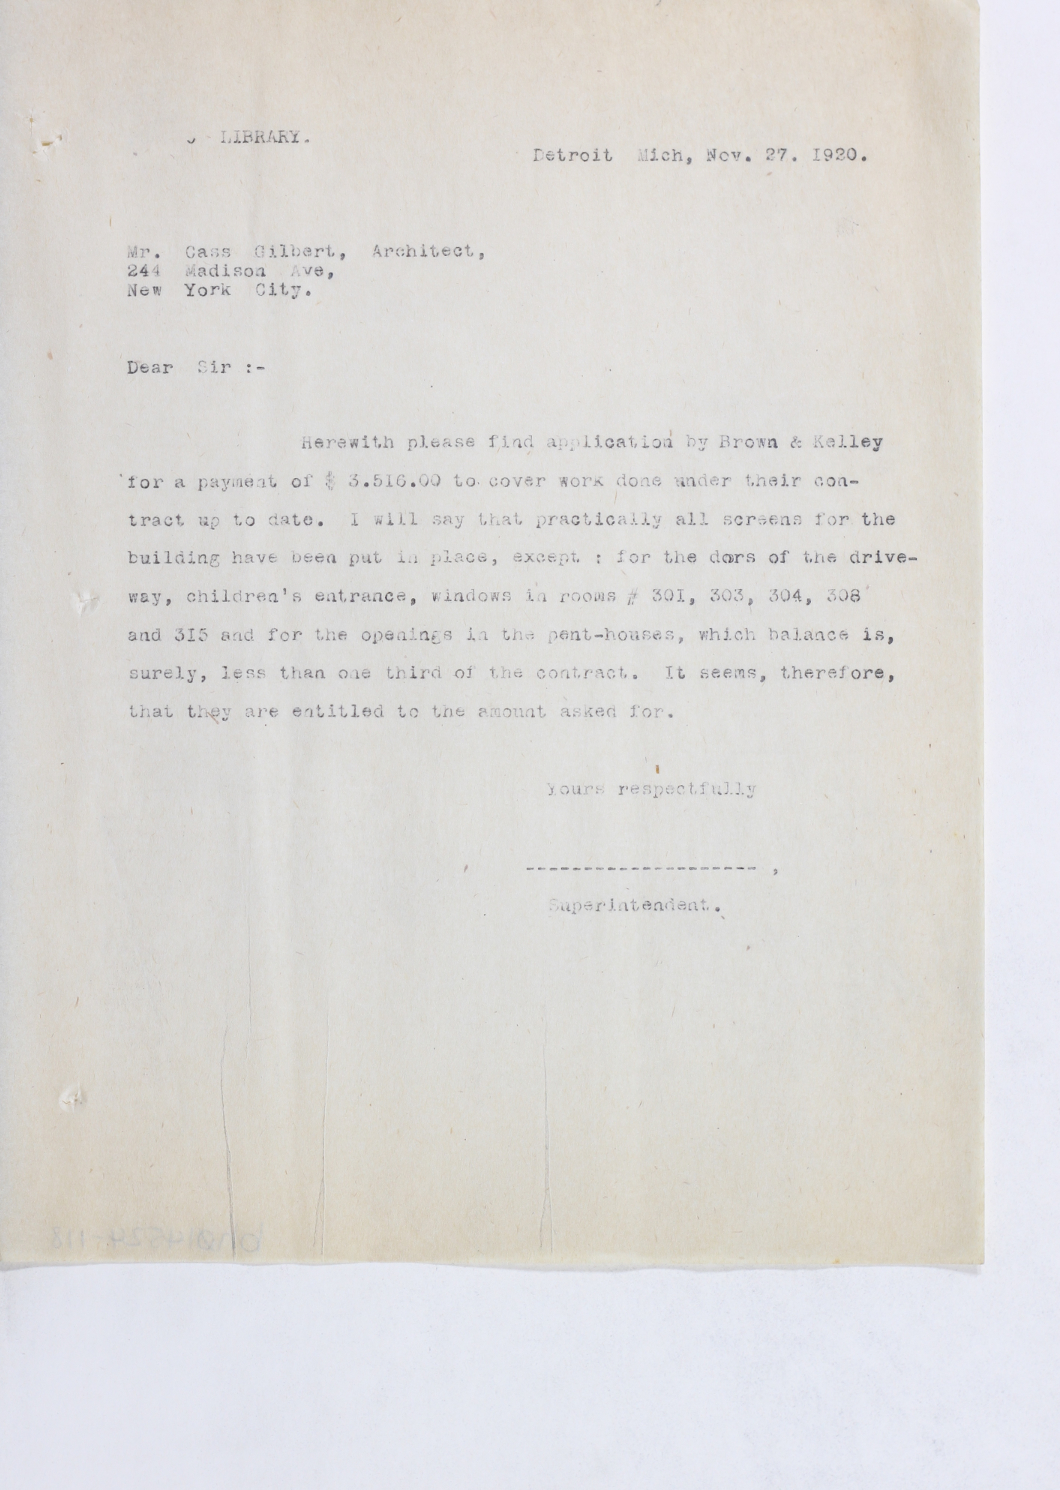 LIBRARY.
Detroit Mich, Nov. 27. 1920.
Mr. Cass Gilbert, Architect,
244 Madison Ave,
New York City.
Dear Sir :-
Herewith please find application by Brown & Kelley
for a payment of $ 3.516.00 to cover work done under their con-
tract up to date. I will say that practically all screens for the
building have been put in place, except : for the dors of the drive-
way, children's entrance, windows in rooms # 301, 303, 304, 308
and 315 and for the openings in the pent-houses, which balance is,
surely, less than one third of the contract. It seems, therefore,
that they are entitled to the amount asked for.
Yours respectfully
-------------------- ,
Superintendent.